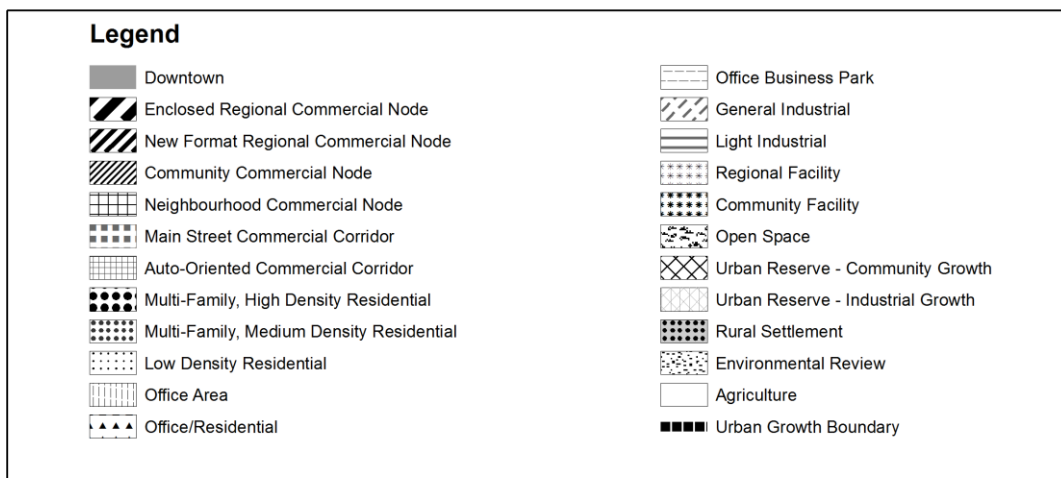 Legend
Downtown
Enclosed Regional Commercial Node
New Format Regional Commercial Node
Community Commercial Node
Neighbourhood Commercial Node
Main Street Commercial Corridor
Auto-Oriented Commercial Corridor
Multi-Family, High Density Residential
Multi-Family, Medium Density Residential
Low Density Residential
Office Area
Office/Residential
Office Business Park
General Industrial
Light Industrial
Regional Facility
Community Facility
Open Space
Urban Reserve - Community Growth
Urban Reserve - Industrial Growth
Rural Settlement
Environmental Review
Agriculture
Urban Growth Boundary